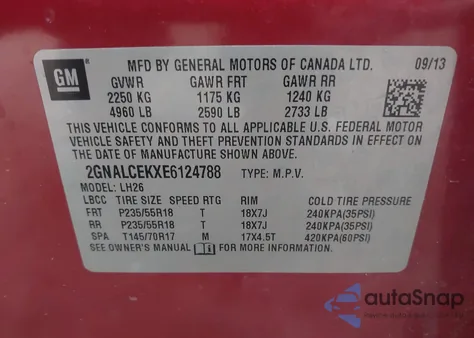 GM
MFD BY GENERAL MOTORS OF CANADA LTD. 09/13
GVWR GAWR FRT GAWR RR
2250 KG 1175 KG 1240 KG
4960 LB 2590 LB 2733 LB
THIS VEHICLE CONFORMS TO ALL APPLICABLE U.S. FEDERAL MOTOR
VEHICLE SAFETY AND THEFT PREVENTION STANDARDS IN EFFECT ON
THE DATE OF MANUFACTURE SHOWN ABOVE.
2GNALCEKXE6124788 TYPE: M.P.V.
MODEL: LH26
LBCC TIRE SIZE SPEED RTG RIM COLD TIRE PRESSURE
FRT P235/55R18 T 18X7J 240KPA(35PSI)
RR P235/55R18 T 18X7J 240KPA(35PSI)
SPA T145/70R17 M 17X4.5T 420KPA(60PSI)
SEE OWNER'S MANUAL FOR MORE INFORMATION.
autoSnap